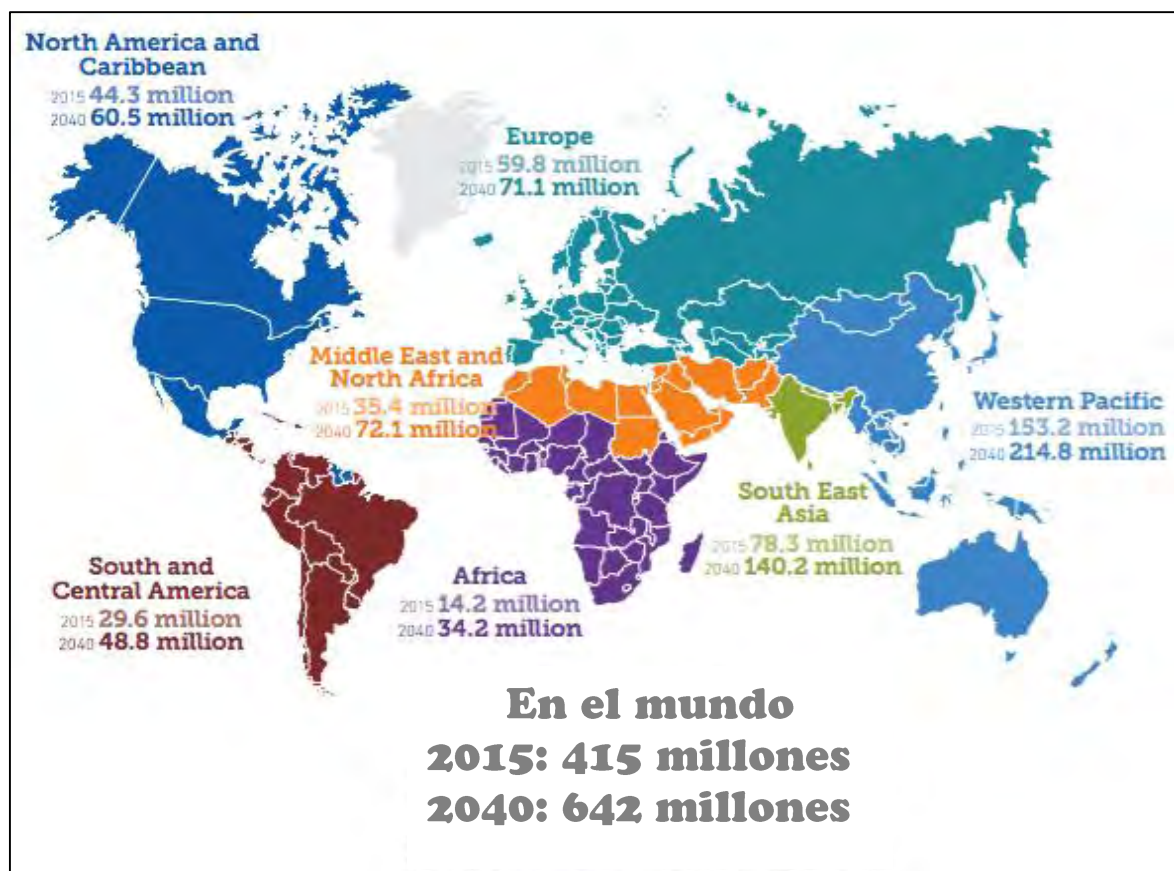 North America and
Caribbean
2015 44.3 million
2040 60.5 million
Europe
2015 59.8 million
2040 71.1 million
Middle East and
North Africa
2015 35.4 million
2040 72.1 million
Western Pacific
2015 153.2 million
2040 214.8 million
South East
Asia
2015 78.3 million
2040 140.2 million
South and
Central America
2015 29.6 million
2040 48.8 million
Africa
2015 14.2 million
2040 34.2 million
En el mundo
2015: 415 millones
2040: 642 millones